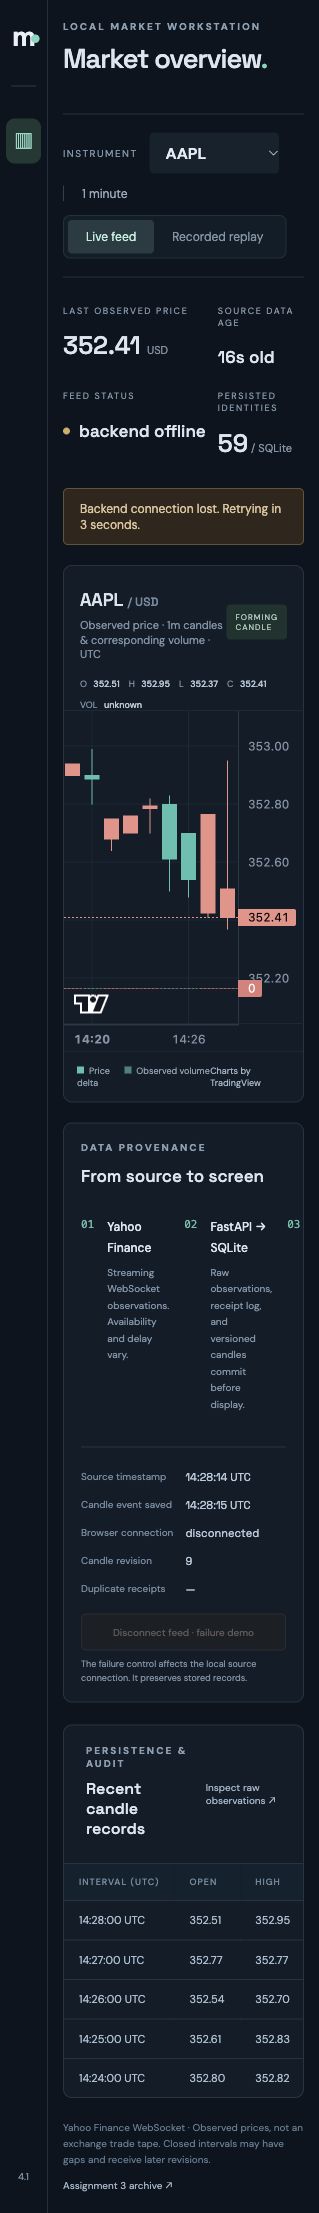 m
LOCAL MARKET WORKSTATION
Market overview.
INSTRUMENT AAPL
1 minute
Live feed Recorded replay
LAST OBSERVED PRICE
352.41 USD
SOURCE DATA
AGE
16s old
FEED STATUS
backend offline
PERSISTED
IDENTITIES
59 / SQLite
Backend connection lost. Retrying in
3 seconds.
AAPL / USD
Observed price · 1m candles
& corresponding volume ·
UTC
FORMING
CANDLE
O 352.51 H 352.95 L 352.37 C 352.41
VOL unknown
353.00
352.80
352.60
352.41
352.20
0
14:20 14:26
Price
delta
Observed volume
Charts by
TradingView
DATA PROVENANCE
From source to screen
01 Yahoo
Finance
Streaming
WebSocket
observations.
Availability
and delay
vary.
02 FastAPI →
SQLite
Raw
observations,
receipt log,
and
versioned
candles
commit
before
display.
03
Source timestamp 14:28:14 UTC
Candle event saved 14:28:15 UTC
Browser connection disconnected
Candle revision 9
Duplicate receipts —
Disconnect feed · failure demo
The failure control affects the local source
connection. It preserves stored records.
PERSISTENCE &
AUDIT
Recent
candle
records
Inspect raw
observations ↗
INTERVAL (UTC) OPEN HIGH
14:28:00 UTC 352.51 352.95
14:27:00 UTC 352.77 352.77
14:26:00 UTC 352.54 352.70
14:25:00 UTC 352.61 352.83
14:24:00 UTC 352.80 352.82
Yahoo Finance WebSocket · Observed prices, not an
exchange trade tape. Closed intervals may have
gaps and receive later revisions.
4.1
Assignment 3 archive ↗